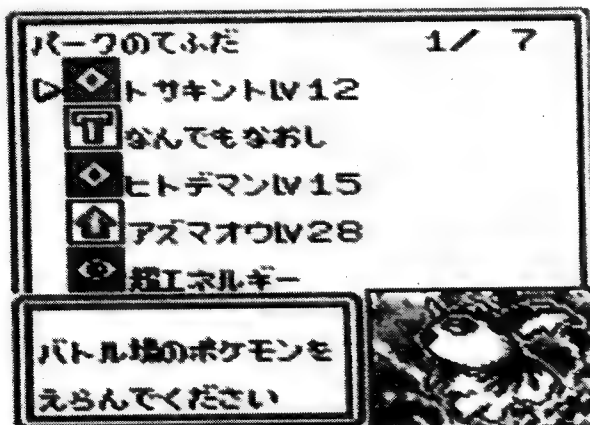 パークのてふだ 1/ 7
トサキントLV12
なんでもなおし
ヒトデマンLV15
アズマオウLV28
超エネルギー
バトル場のポケモンを
えらんでください